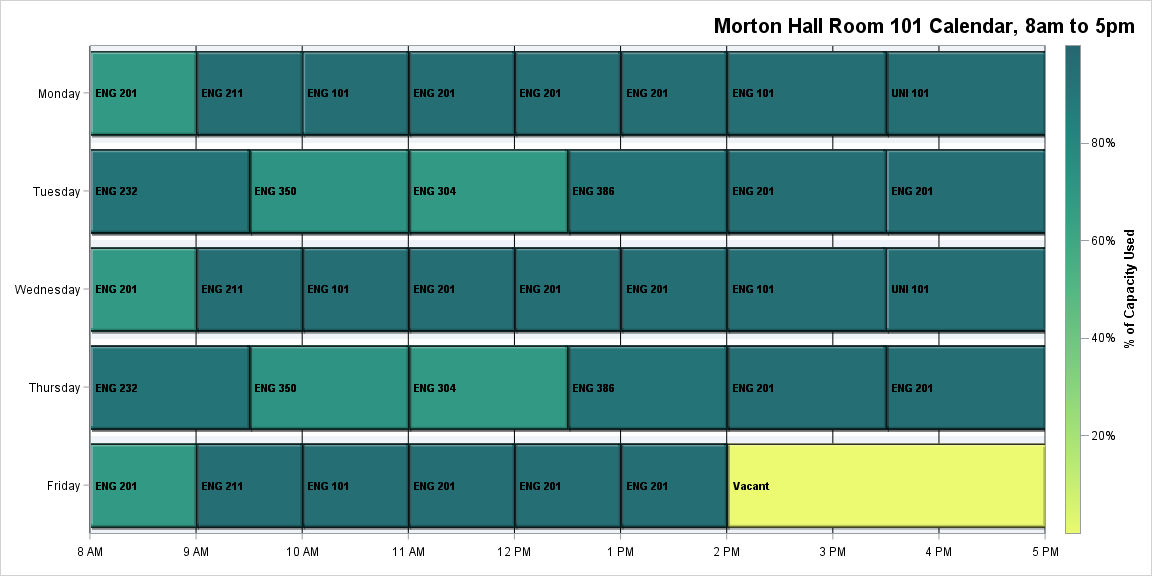 Morton Hall Room 101 Calendar, 8am to 5pm
Monday ENG 201 ENG 211 ENG 101 ENG 201 ENG 201 ENG 201 ENG 101 UNI 101
80%
Tuesday ENG 232 ENG 350 ENG 304 ENG 386 ENG 201 ENG 201
60%
% of Capacity Used
Wednesday ENG 201 ENG 211 ENG 101 ENG 201 ENG 201 ENG 201 ENG 101 UNI 101
40%
Thursday ENG 232 ENG 350 ENG 304 ENG 386 ENG 201 ENG 201
20%
Friday ENG 201 ENG 211 ENG 101 ENG 201 ENG 201 ENG 201 Vacant
8 AM 9 AM 10 AM 11 AM 12 PM 1 PM 2 PM 3 PM 4 PM 5 PM